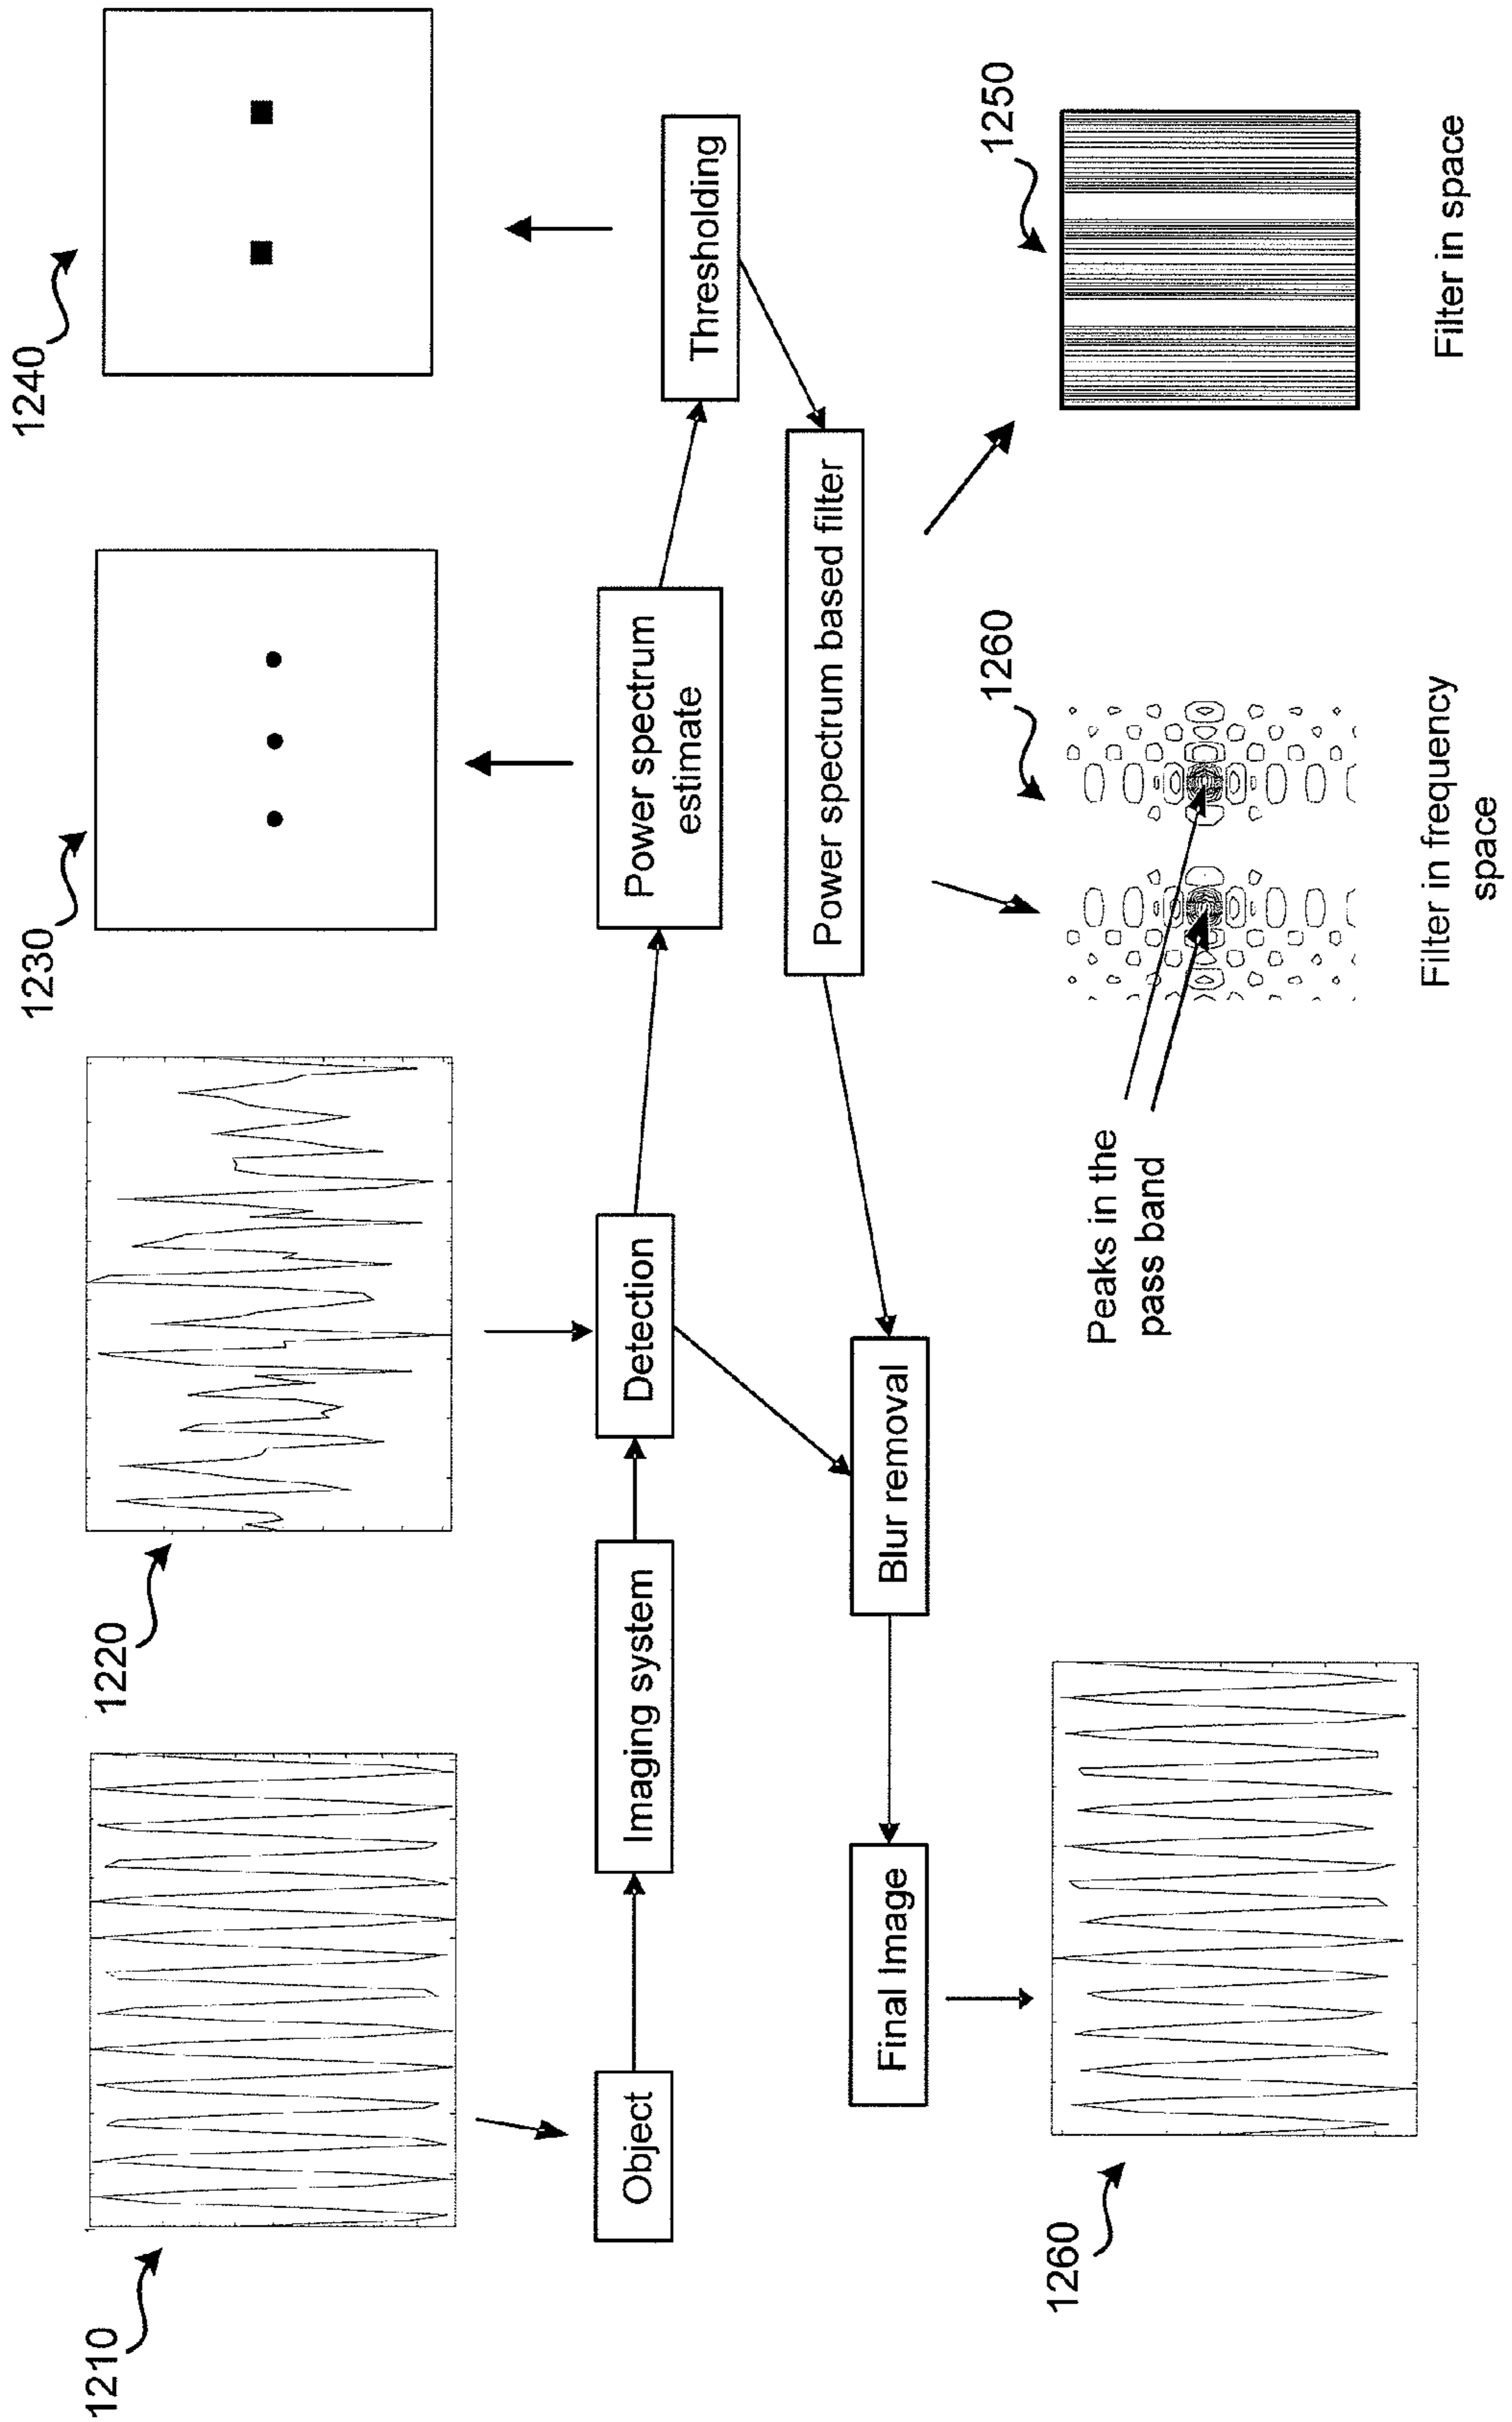 1210
1220
1230
1240
Object
Imaging system
Detection
Power spectrum
estimate
Thresholding
Final Image
Blur removal
Power spectrum based filter
1260
Peaks in the
pass band
1260
1250
Filter in frequency
space
Filter in space